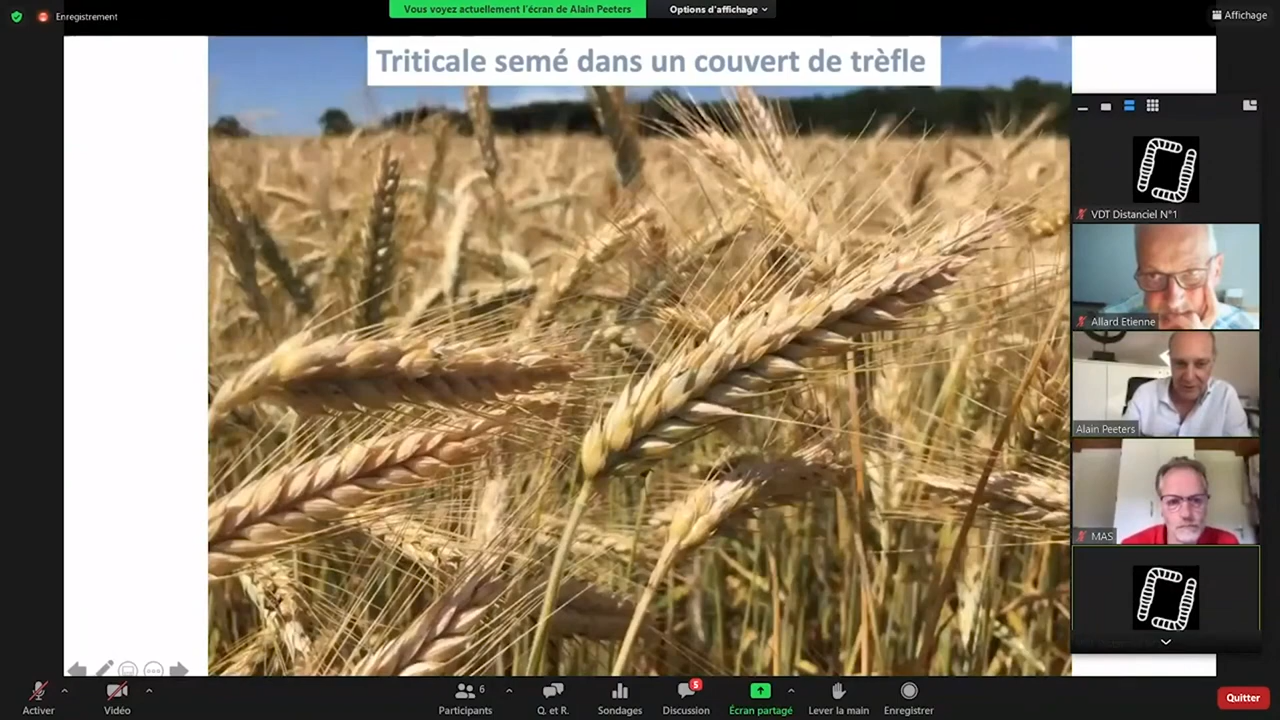 Enregistrement
Vous voyez actuellement l'écran de Alain Peeters
Options d'affichage
Affichage
Triticale semé dans un couvert de trèfle
VDT Distanciel N°1
Allard Etienne
Alain Peeters
MAS
Activer
Vidéo
Participants
6
Q. et R.
Sondages
Discussion
5
Écran partagé
Lever la main
Enregistrer
Quitter